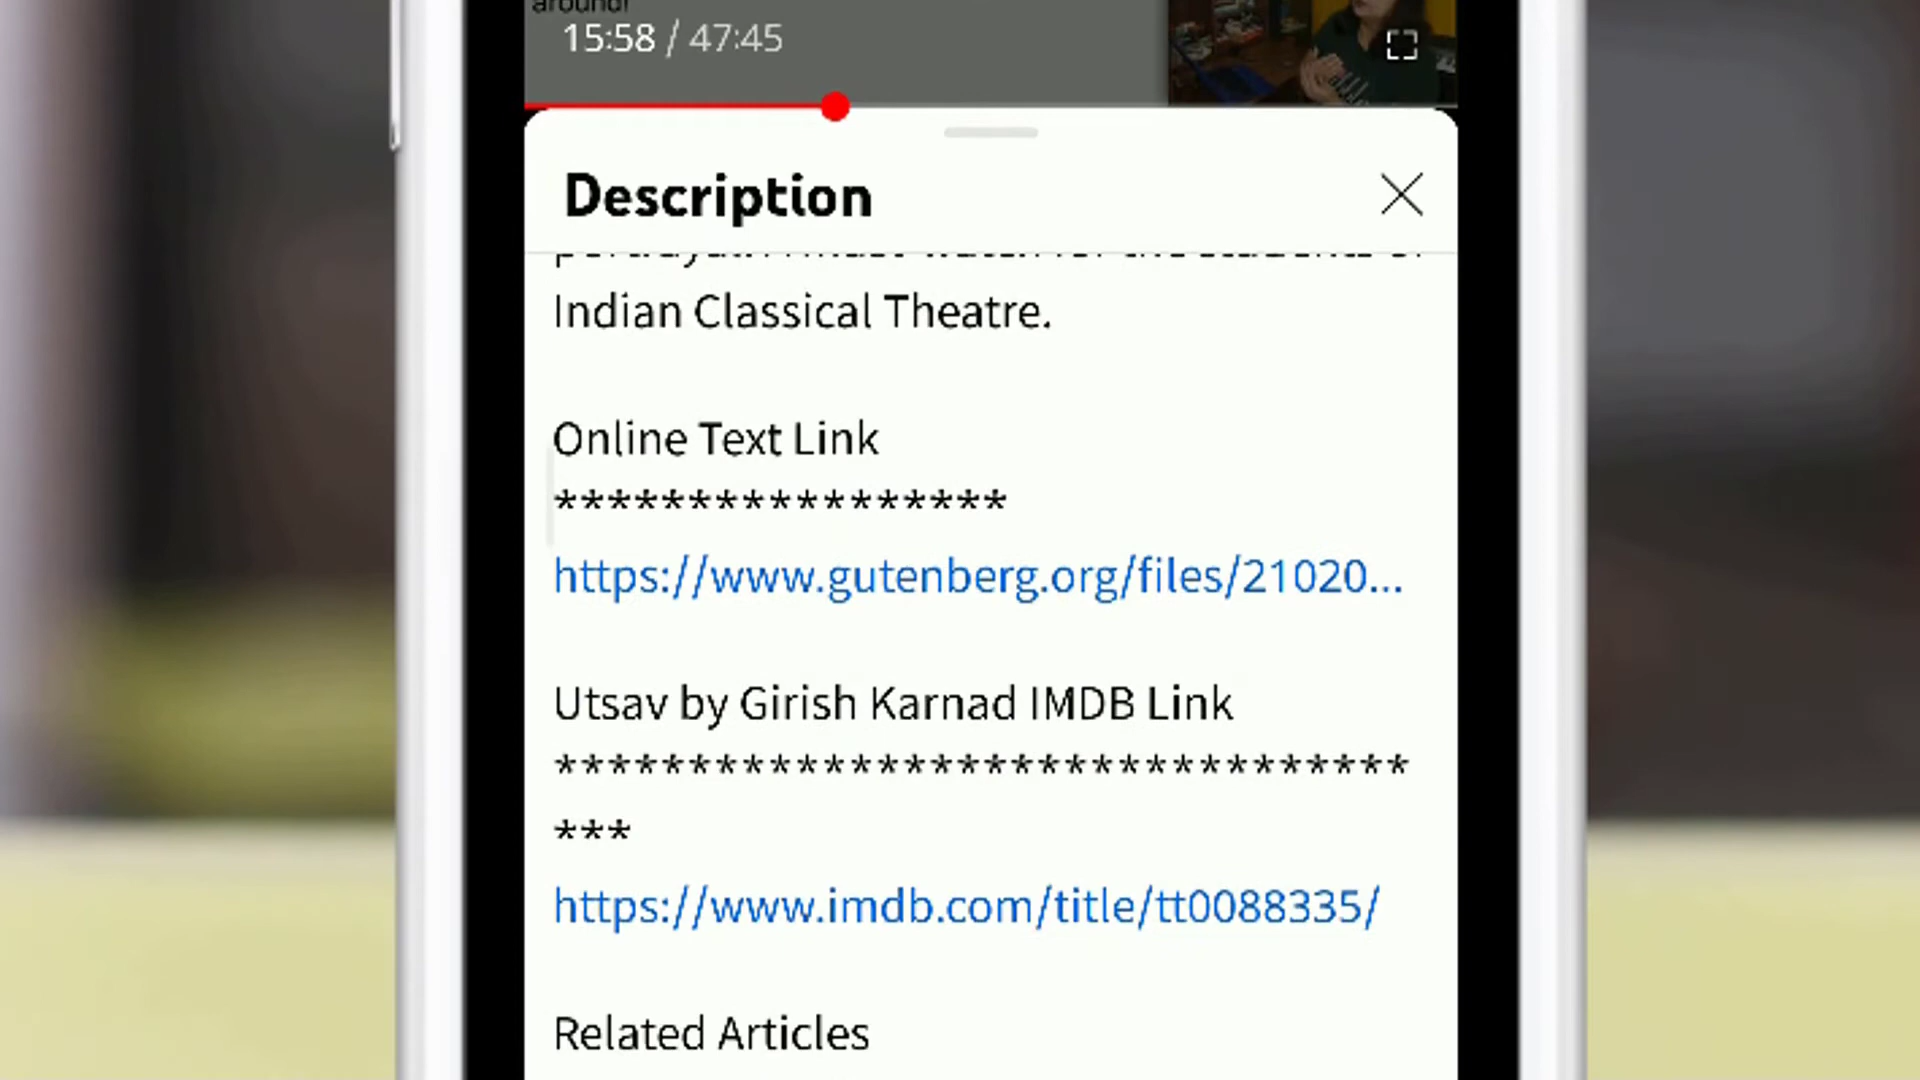 around!
15:58 / 47:45
Description
Indian Classical Theatre.
Online Text Link
*****************
https://www.gutenberg.org/files/21020...
Utsav by Girish Karnad IMDB Link
********************************
***
https://www.imdb.com/title/tt0088335/
Related Articles